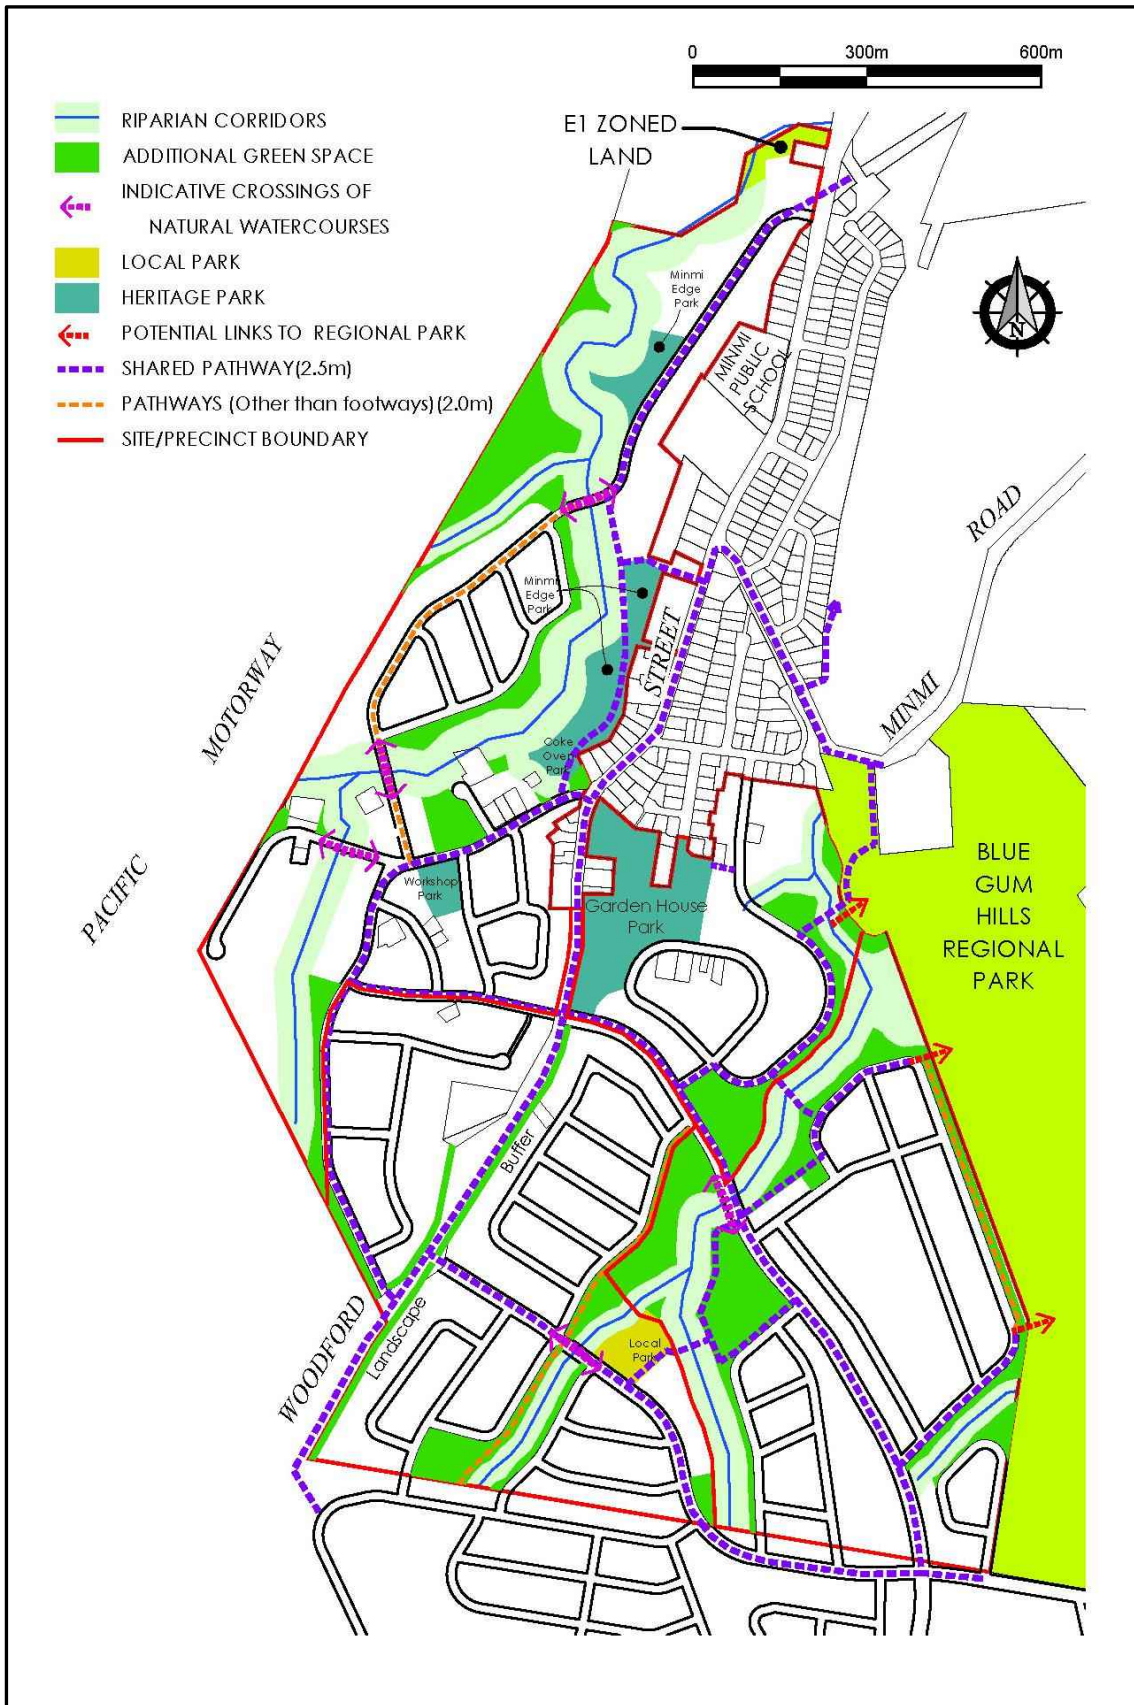 0 300m 600m
RIPARIAN CORRIDORS
ADDITIONAL GREEN SPACE
INDICATIVE CROSSINGS OF
NATURAL WATERCOURSES
LOCAL PARK
HERITAGE PARK
POTENTIAL LINKS TO REGIONAL PARK
SHARED PATHWAY(2.5m)
PATHWAYS (Other than footways)(2.0m)
SITE/PRECINCT BOUNDARY
E1 ZONED
LAND
N
Minmi
Edge
Park
MINMI
PUBLIC
SCHOOL
ROAD
MINMI
Minmi
Edge
Park
STREET
MOTORWAY
PACIFIC
Coke
Oven
Park
Workshop
Park
Garden House
Park
BLUE
GUM
HILLS
REGIONAL
PARK
Buffer
Landscape
WOODFORD
Local
Park